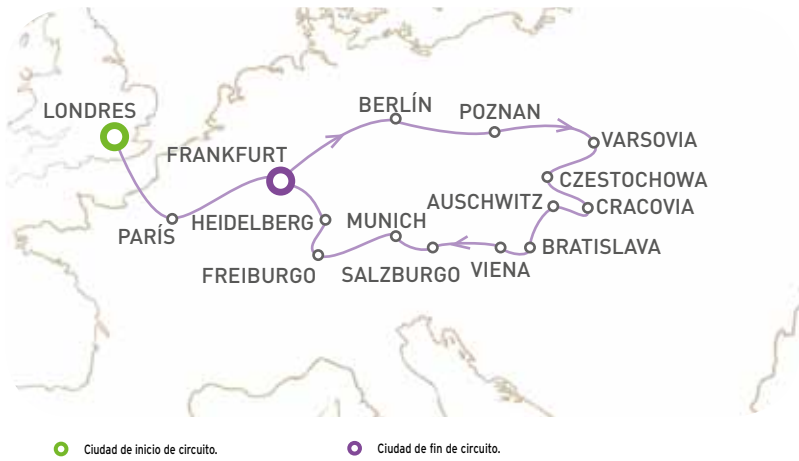 LONDRES
BERLÍN
POZNAN
VARSOVIA
FRANKFURT
CZESTOCHOWA
AUSCHWITZ
CRACOVIA
PARÍS
HEIDELBERG
MUNICH
BRATISLAVA
FREIBURGO
SALZBURGO
VIENA
Ciudad de inicio de circuito.
Ciudad de fin de circuito.